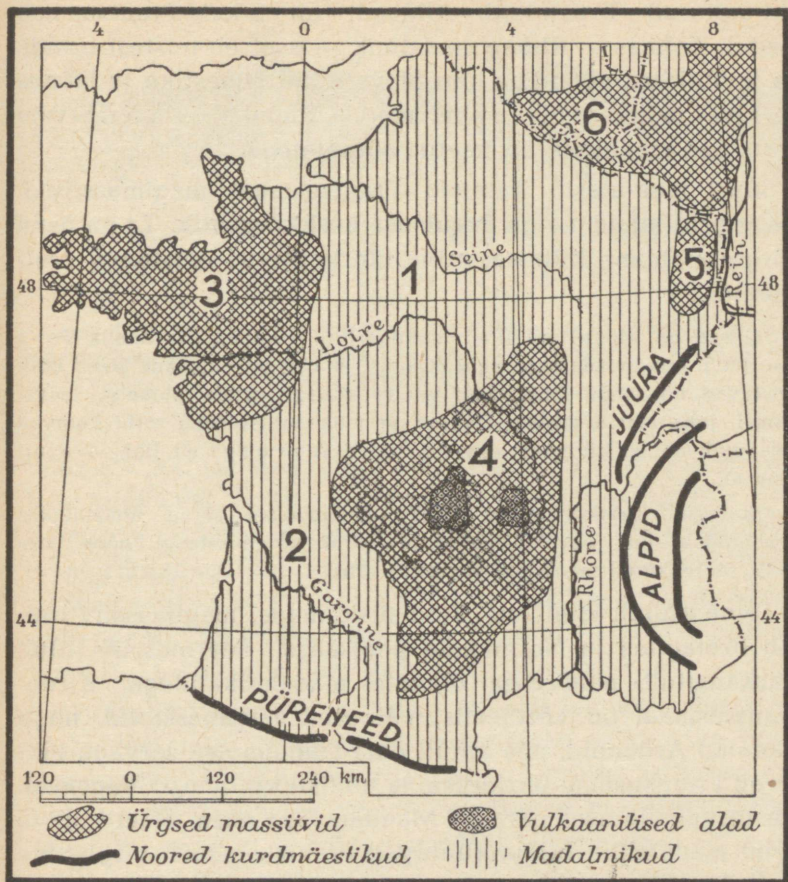 4 0 4 8
6
Seine
1
5
Rein
3
48 48
Loire
JUURA
4
2
Rhône
ALPID
Garonne
44 44
PÜRENEED
120 0 120 240 km
Ürgsed massiivid
Vulkaanilised alad
Noored kurdmäestikud
Madalmikud